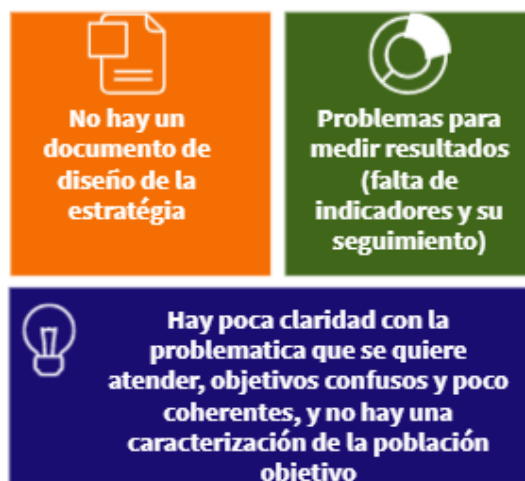 No hay un
documento de
diseño de la
estratégia
Problemas para
medir resultados
(falta de
indicadores y su
seguimiento)
Hay poca claridad con la
problematica que se quiere
atender, objetivos confusos y poco
coherentes, y no hay una
caracterización de la población
objetivo